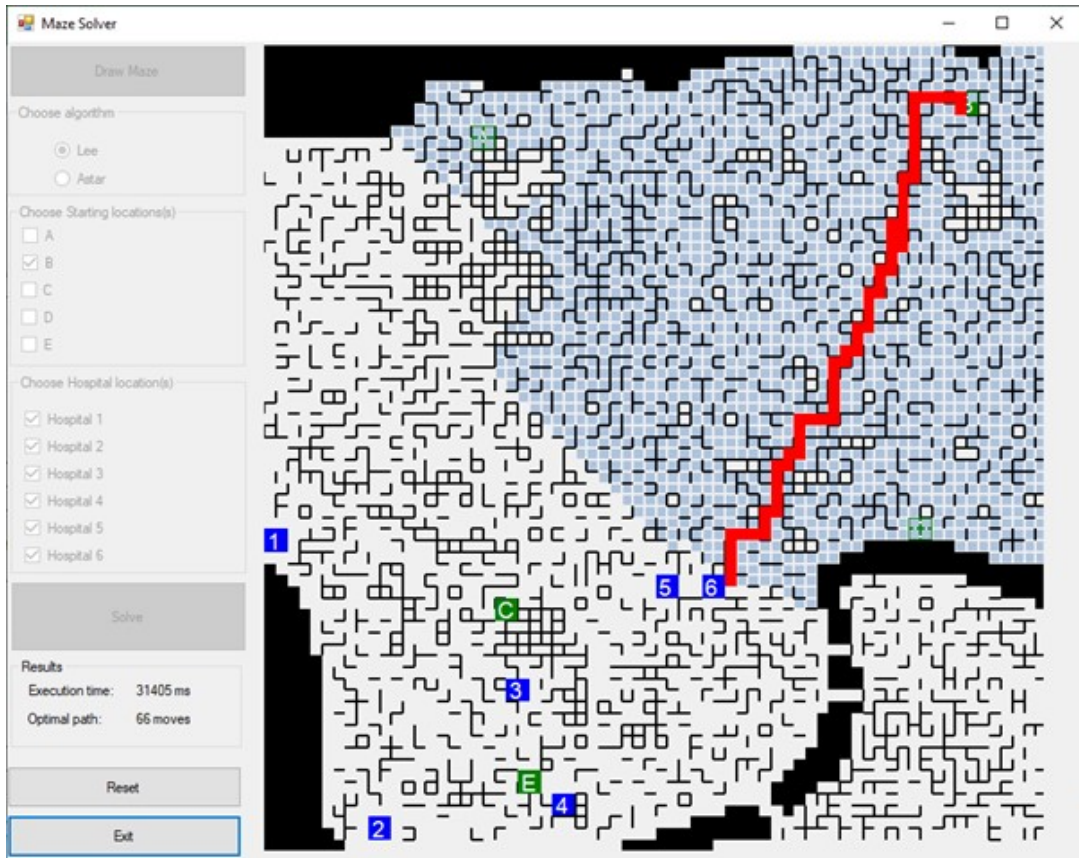 Maze Solver
Draw Maze
Choose algorithm
Lee
Astar
Choose Starting locations(s)
A
B
C
D
E
Choose Hospital location(s)
Hospital 1
Hospital 2
Hospital 3
Hospital 4
Hospital 5
Hospital 6
Solve
Results
Execution time: 31405 ms
Optimal path: 66 moves
Reset
Exit
1
5 6
C
3
E
4
2